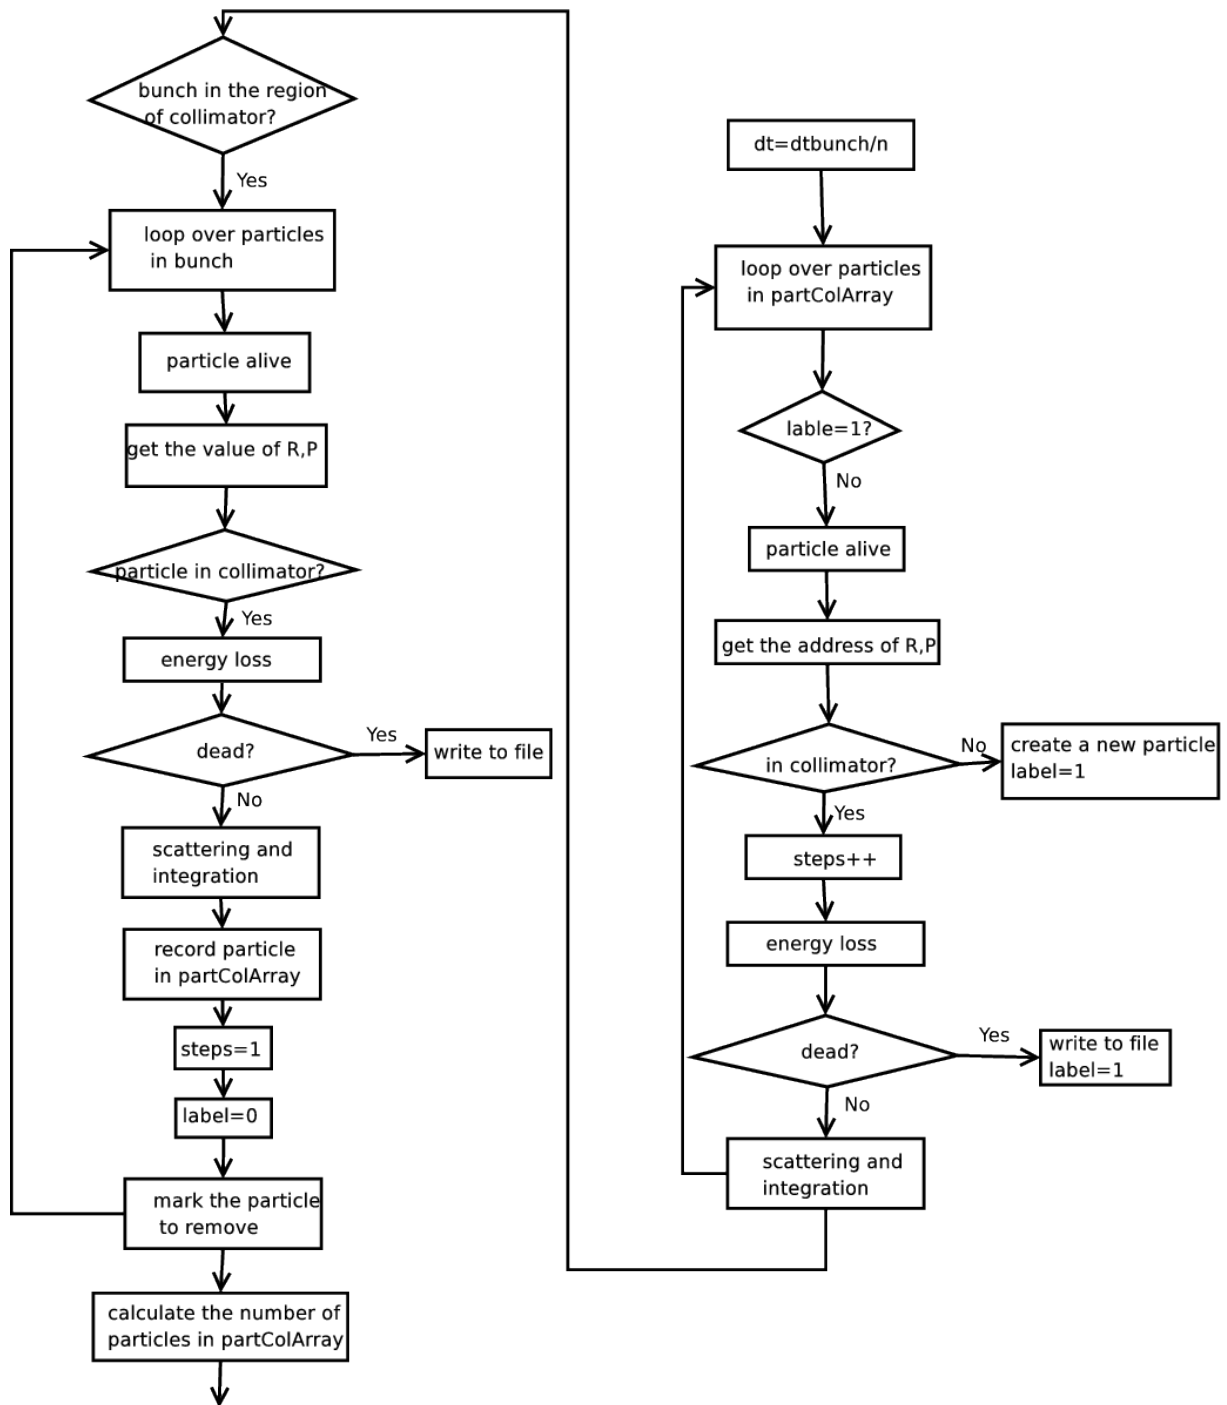 bunch in the region
of collimator?
Yes
loop over particles
in bunch
particle alive
get the value of R,P
particle in collimator?
Yes
energy loss
dead?
Yes
write to file
No
scattering and
integration
record particle
in partColArray
steps=1
label=0
mark the particle
to remove
calculate the number of
particles in partColArray
dt=dtbunch/n
loop over particles
in partColArray
lable=1?
No
particle alive
get the address of R,P
in collimator?
No
create a new particle
label=1
Yes
steps++
energy loss
dead?
Yes
write to file
label=1
No
scattering and
integration